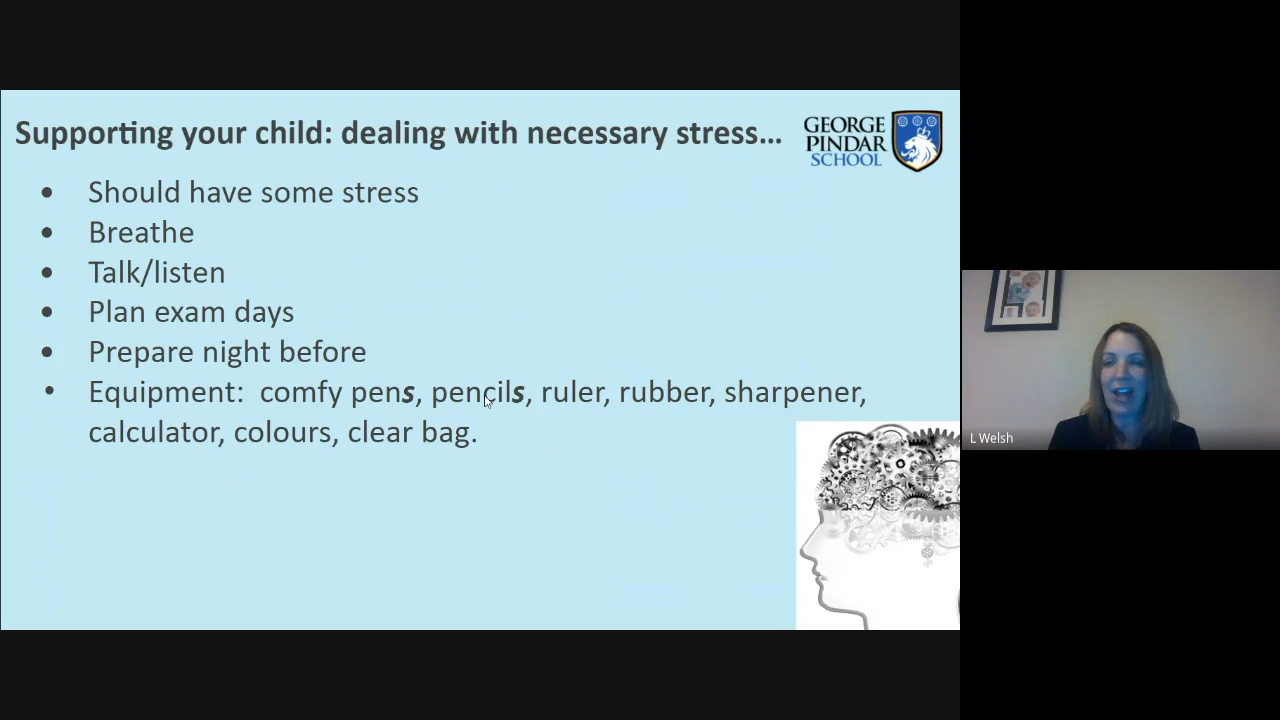 Supporting your child: dealing with necessary stress...
GEORGE
PINDAR
SCHOOL
• Should have some stress
• Breathe
• Talk/listen
• Plan exam days
• Prepare night before
• Equipment: comfy pens, pencils, ruler, rubber, sharpener,
calculator, colours, clear bag.
L Welsh